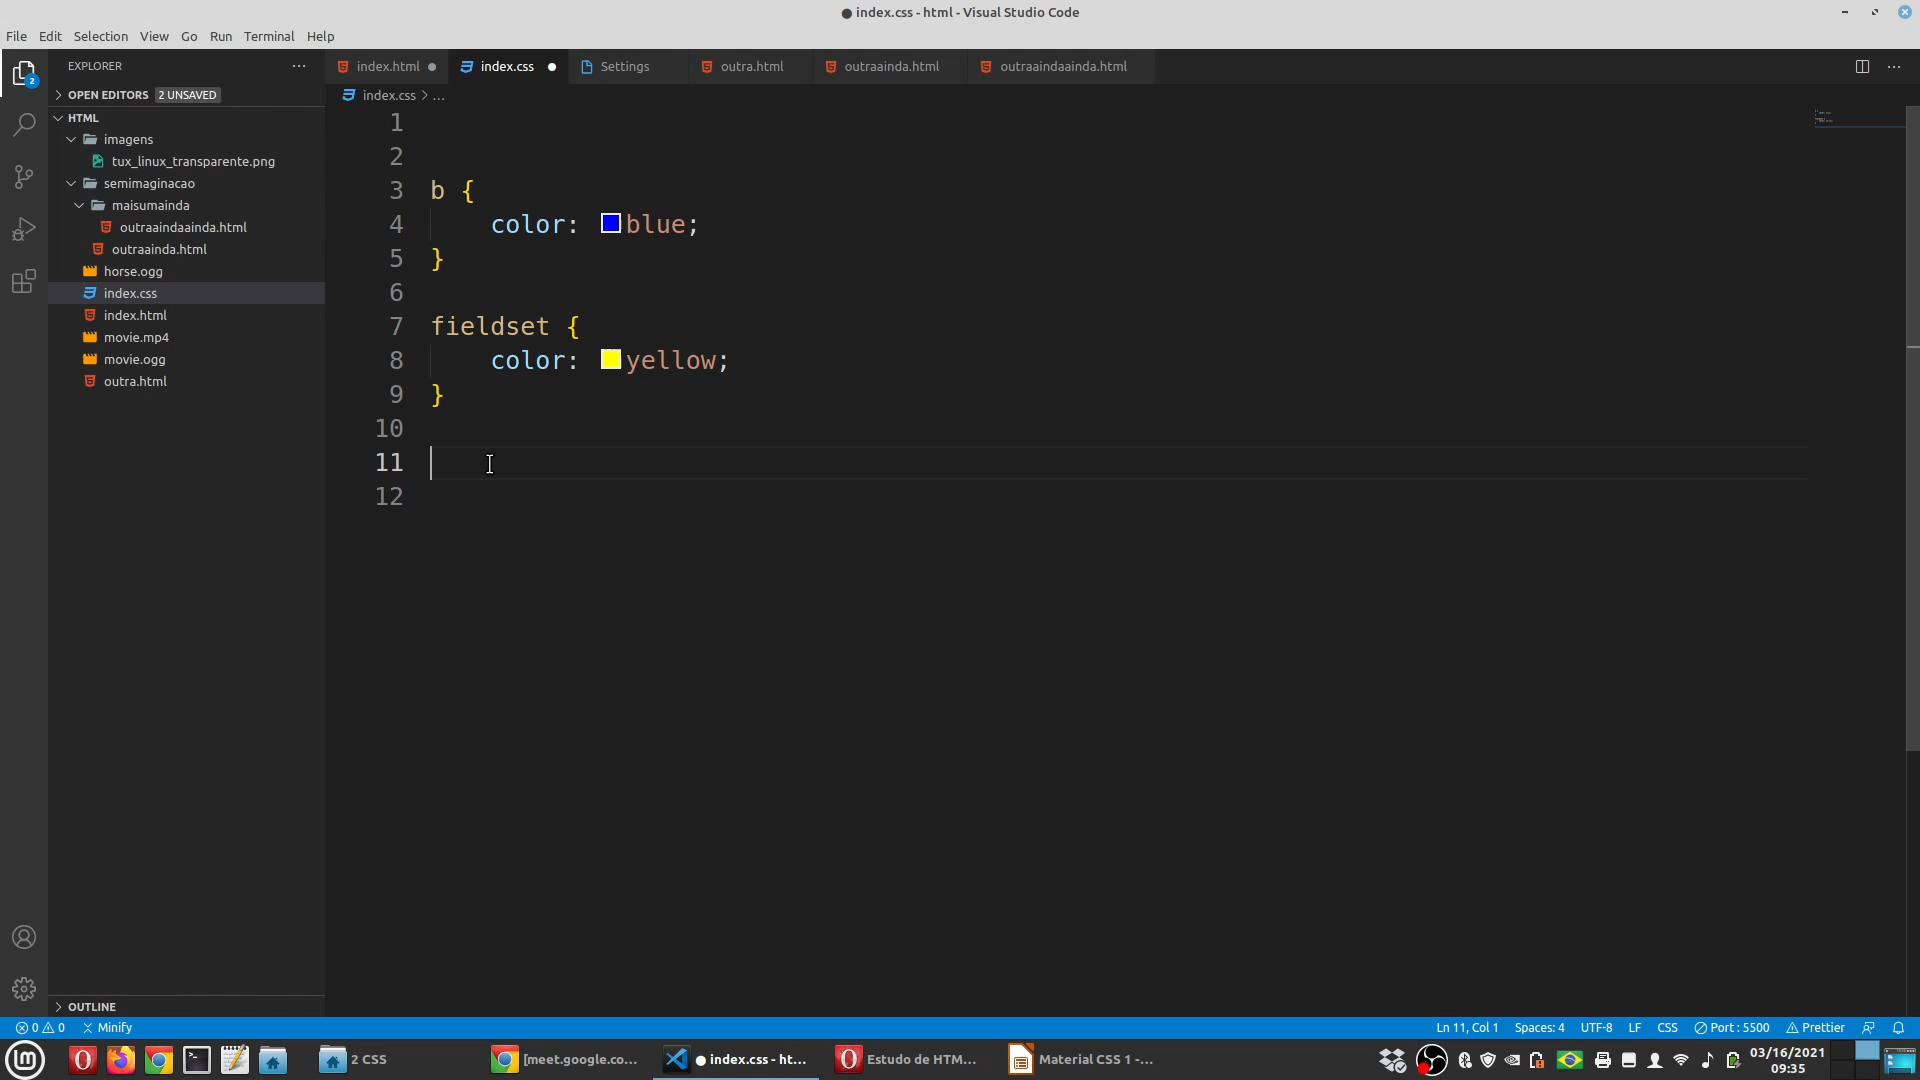 index.css - html - Visual Studio Code
File Edit Selection View Go Run Terminal Help
EXPLORER
index.html
index.css
Settings
outra.html
outraainda.html
outraaindaainda.html
OPEN EDITORS 2 UNSAVED
index.css > ...
HTML
imagens
tux_linux_transparente.png
semimaginacao
maisumainda
outraaindaainda.html
outraainda.html
horse.ogg
index.css
index.html
movie.mp4
movie.ogg
outra.html
1
2
3 b {
4 color: blue;
5 }
6
7 fieldset {
8 color: yellow;
9 }
10
11
12
OUTLINE
2
0 0 Minify
Ln 11, Col 1 Spaces: 4 UTF-8 LF CSS Port : 5500 Prettier
2 CSS
[meet.google.co...
● index.css - ht...
Estudo de HTM...
Material CSS 1 -...
03/16/2021
09:35